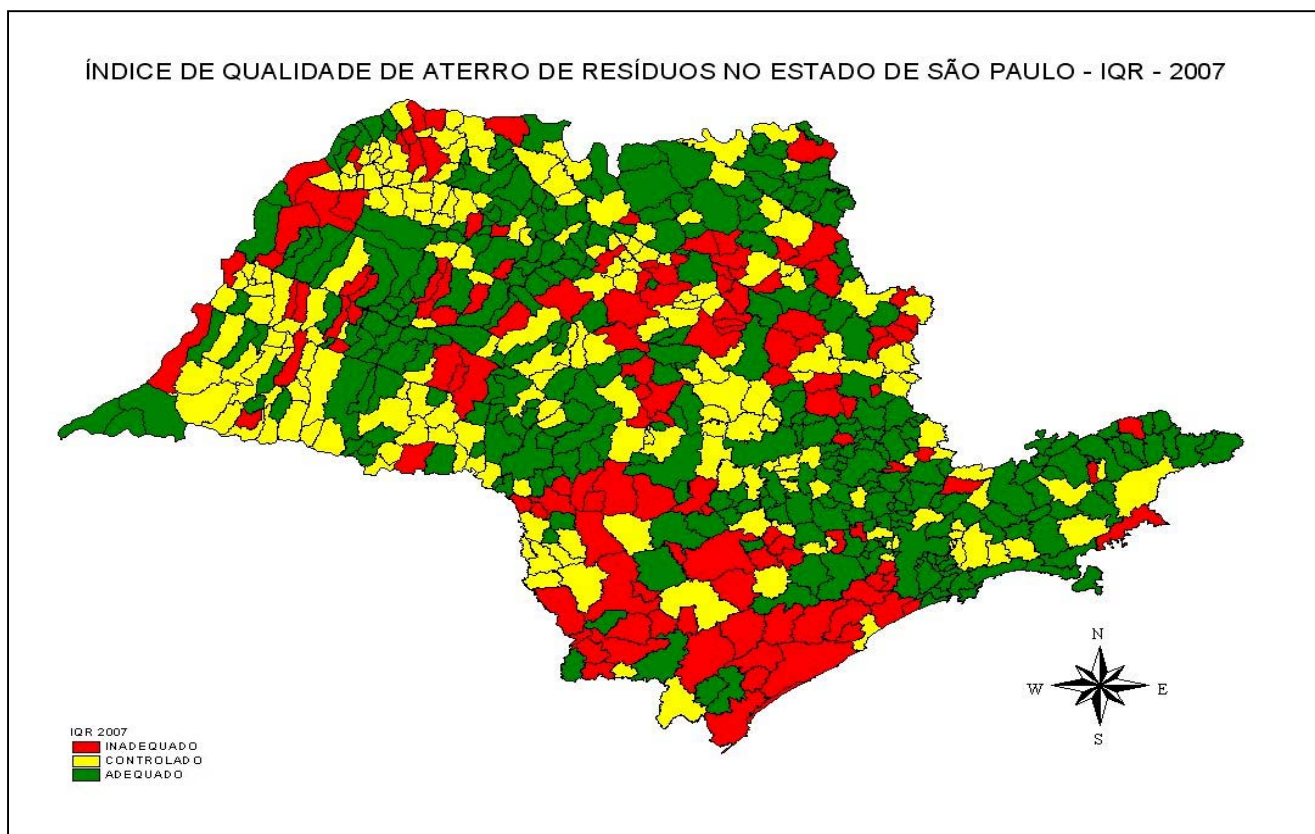 ÍNDICE DE QUALIDADE DE ATERRO DE RESÍDUOS NO ESTADO DE SÃO PAULO - IQR - 2007
N
W E
S
IQR 2007
INADEQUADO
CONTROLADO
ADEQUADO